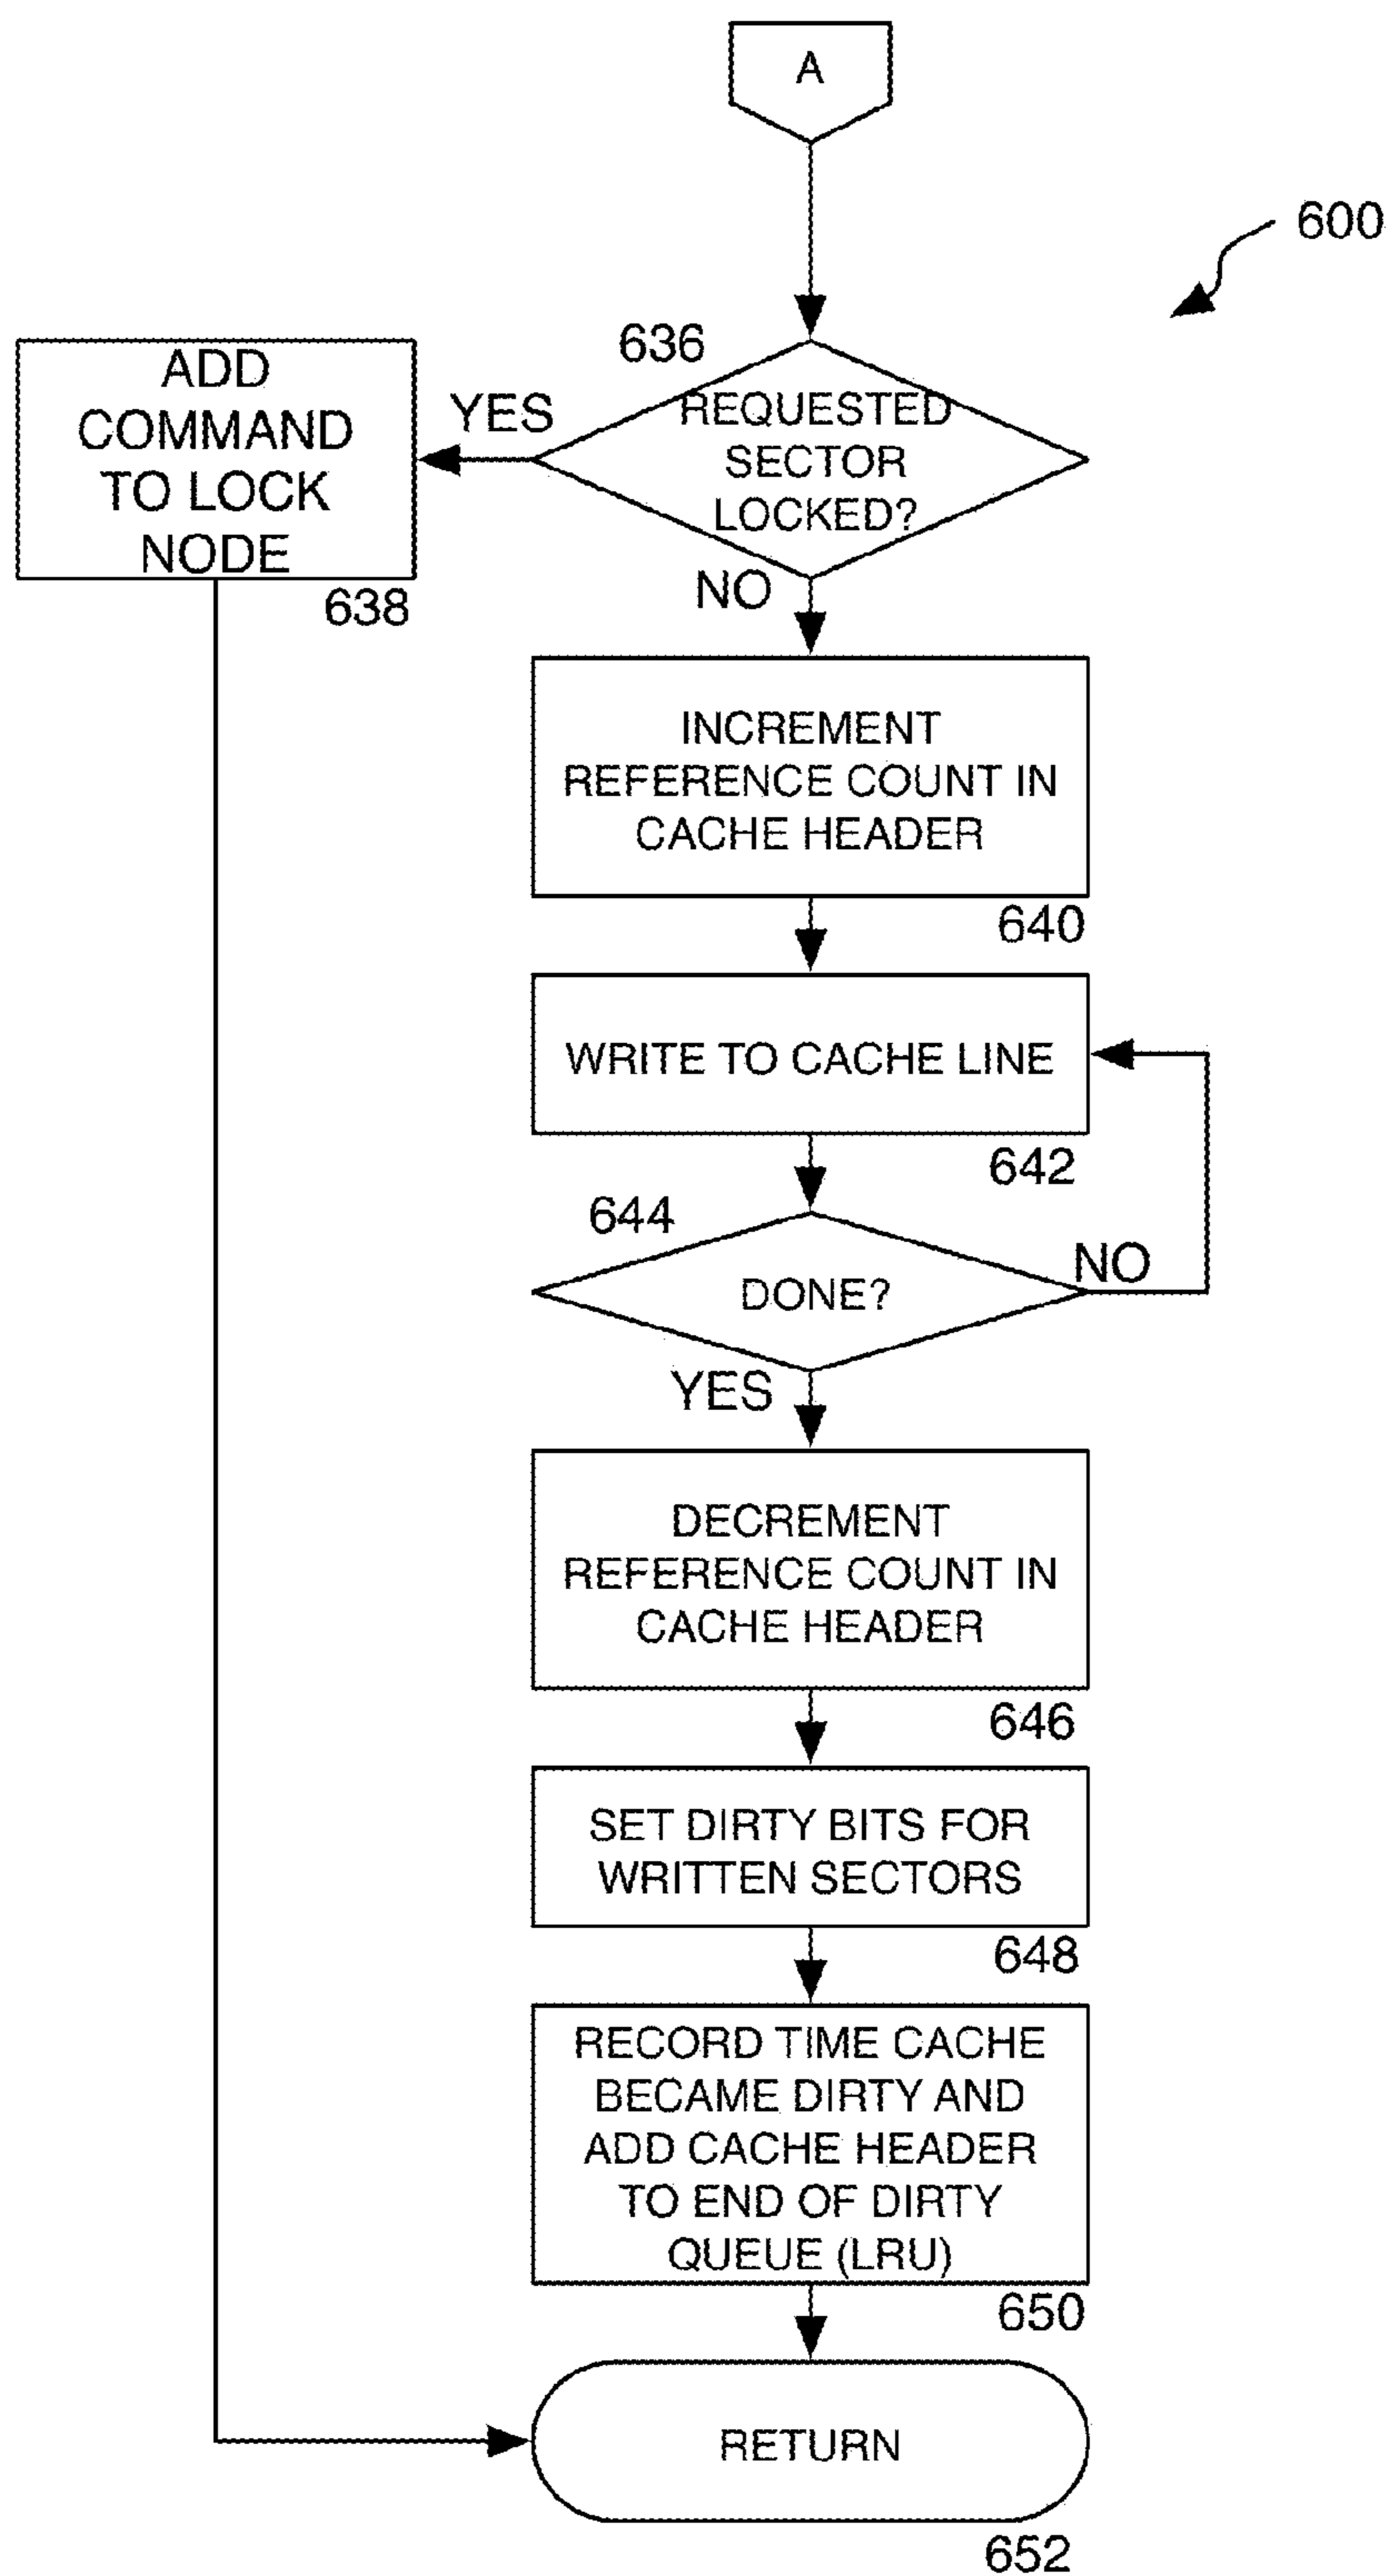 A
600
636
REQUESTED
SECTOR
LOCKED?
YES
ADD
COMMAND
TO LOCK
NODE
638
NO
INCREMENT
REFERENCE COUNT IN
CACHE HEADER
640
WRITE TO CACHE LINE
642
644
DONE?
NO
YES
DECREMENT
REFERENCE COUNT IN
CACHE HEADER
646
SET DIRTY BITS FOR
WRITTEN SECTORS
648
RECORD TIME CACHE
BECAME DIRTY AND
ADD CACHE HEADER
TO END OF DIRTY
QUEUE (LRU)
650
RETURN
652